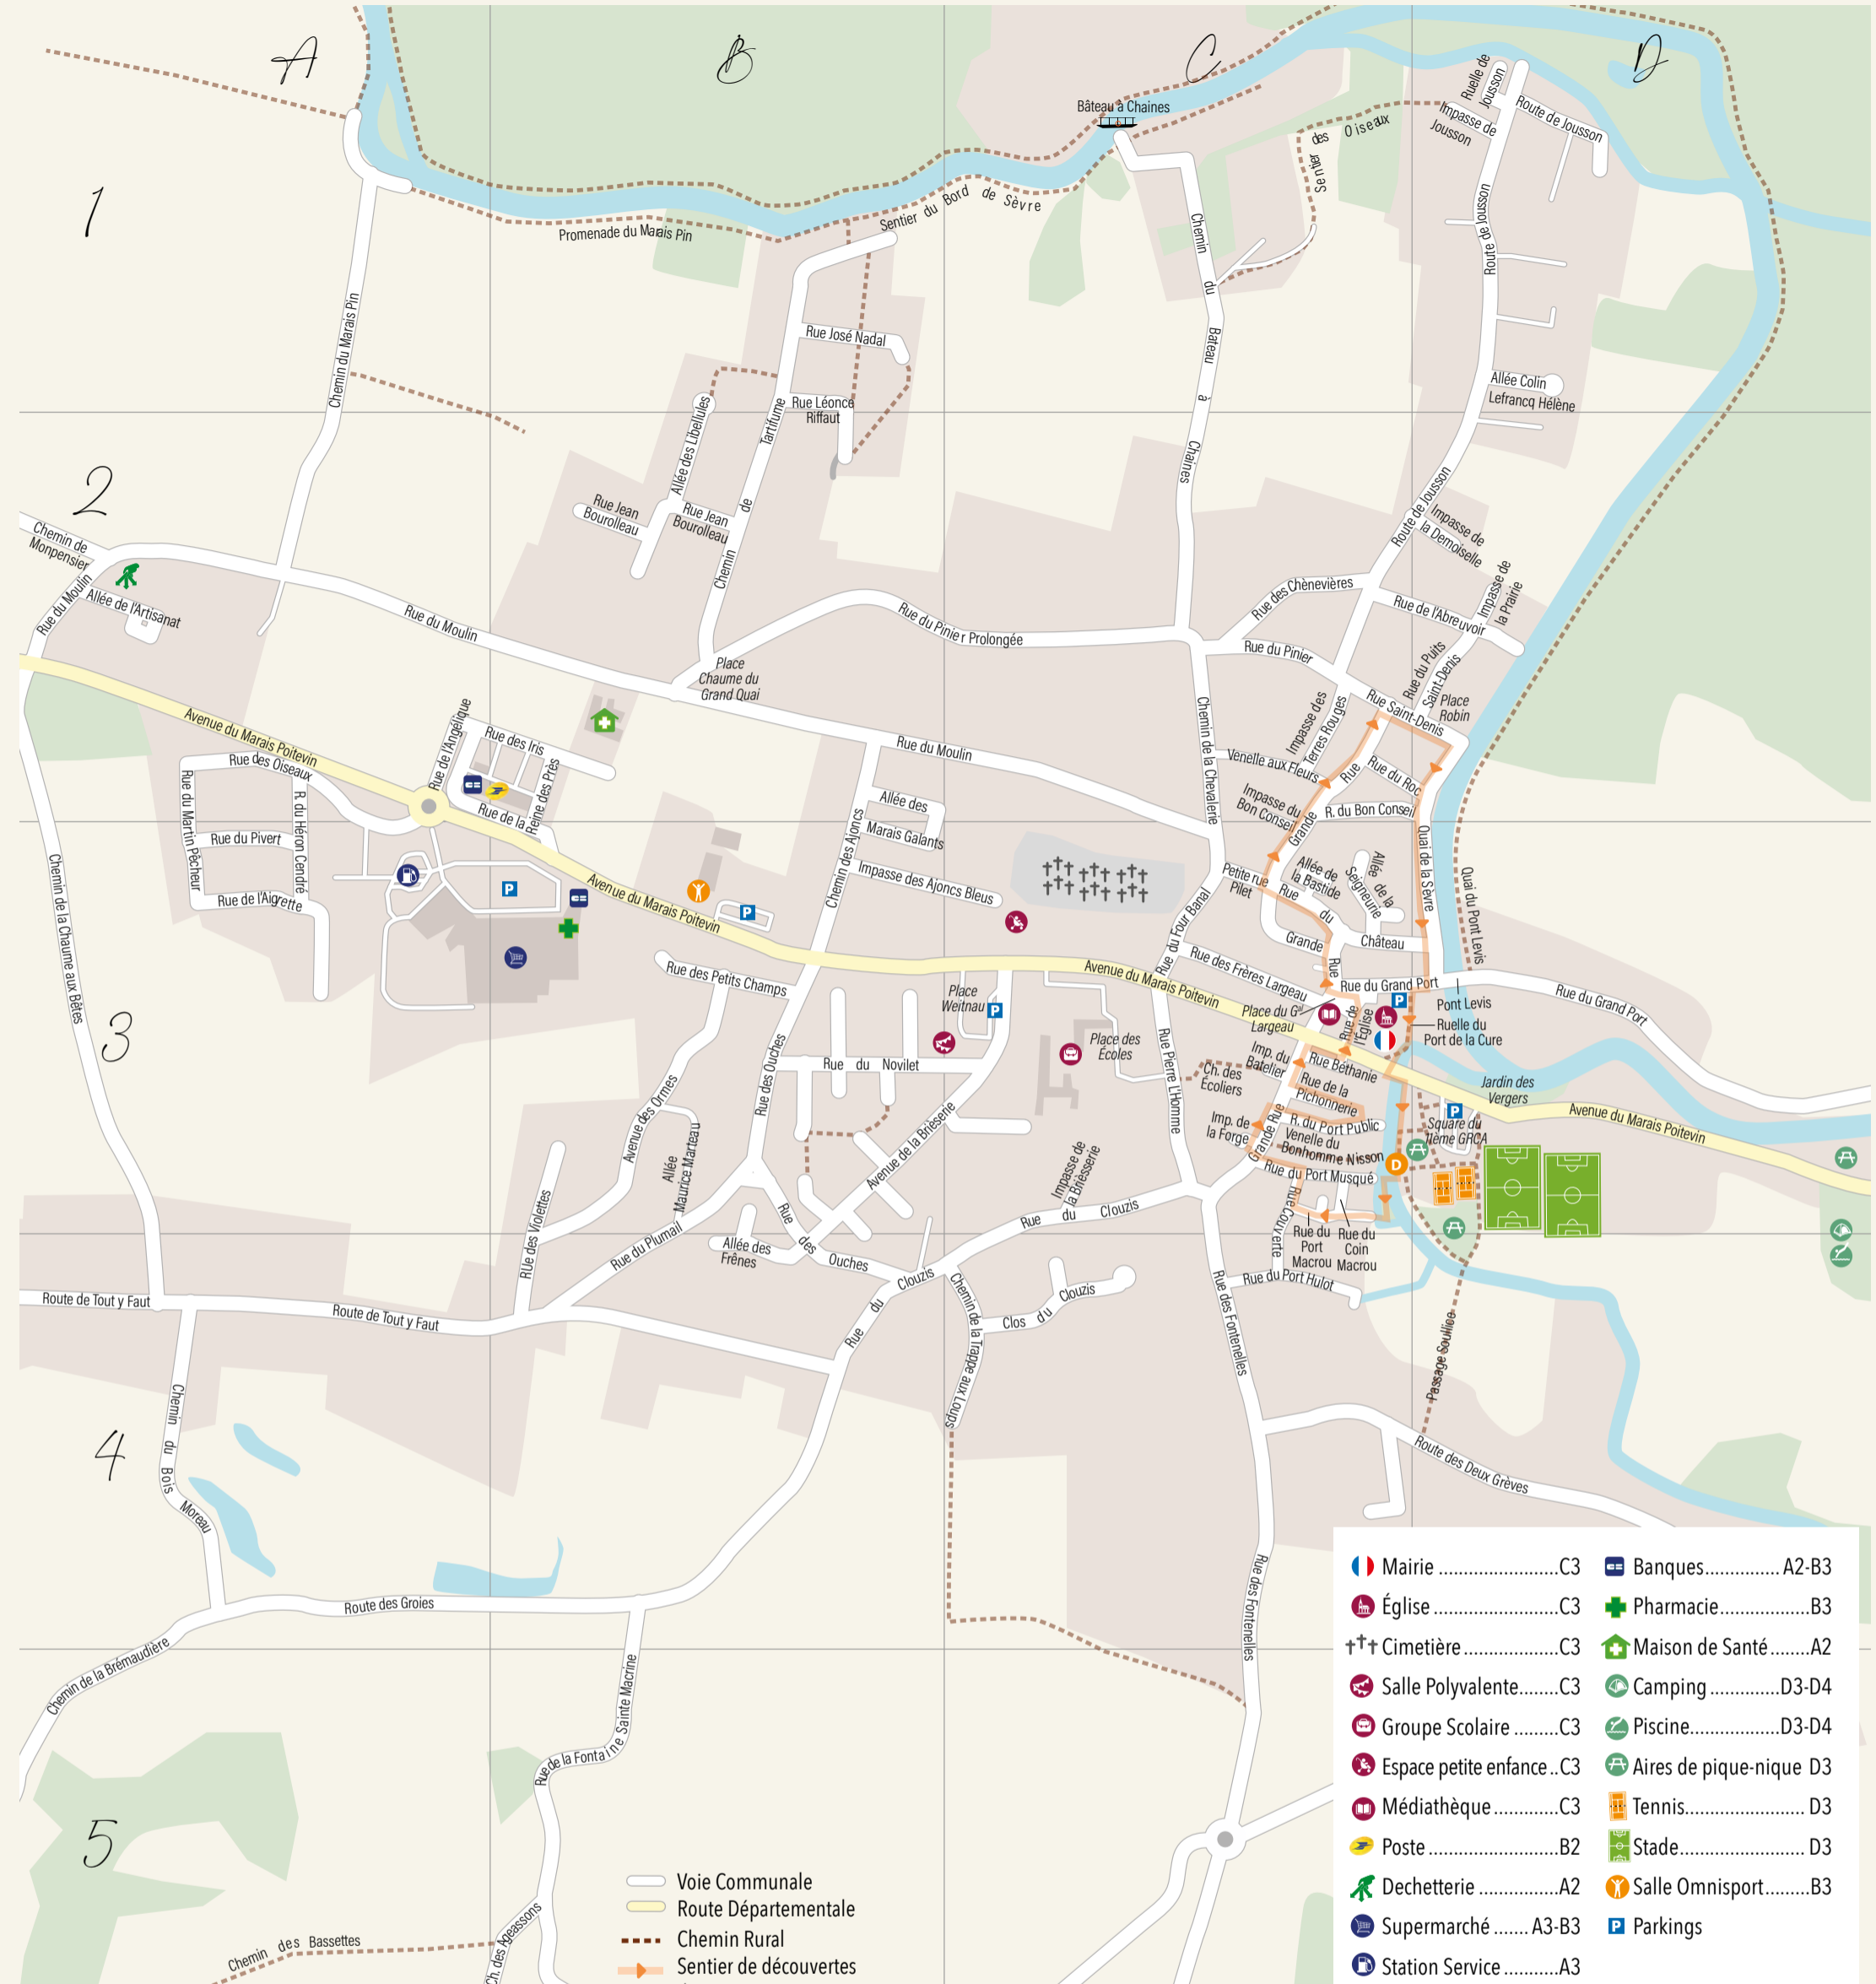 A
B
C
D
1
2
3
4
5
Bâteau à Chaines
Ruelle de
Jousson
Impasse de
Jousson
Route de Jousson
Sentier des Oiseaux
Sentier du Bord de Sèvre
Promenade du Marais Pin
Chemin du Marais Pin
Route de Jousson
Rue José Nadal
Rue Léonce
Riffaut
Allée Colin
Lefrancq Hélène
Chemin du Bateau à Chaines
Allée des Libellules
Chemin de Tartifume
Rue Jean
Bourolleau
Rue Jean
Bourolleau
Route de Jousson
Impasse de
la Demoiselle
Impasse de
la Prairie
Chemin de
Monpensier
Rue du Moulin
Allée de l'Artisanat
Rue du Moulin
Rue du Pinier Prolongée
Rue des Chènevières
Rue de l'Abreuvoir
Rue du Pinier
Rue du Puits
Saint-Denis
Place
Robin
Rue Saint-Denis
Place
Chaume du
Grand Quai
Impasse des
Terres Rouges
Avenue du Marais Poitevin
Rue de l'Angélique
Rue des Iris
Reine des Près
Rue de la
Rue des Oiseaux
Rue du Martin Pêcheur
R. du Héron Cendré
Rue du Pivert
Rue de l'Aigrette
Rue du Moulin
Chemin de la Chevalerie
Venelle aux Fleurs
Impasse du
Bon Conseil
Grande Rue
Rue du Roc
R. du Bon Conseil
Quai de la Sèvre
Quai du Pont Levis
Allée des
Marais Galants
Impasse des Ajoncs Bleus
Chemin des Ajoncs
Petite rue
Pilet
Allée de
la Bastide
Allée de la
Seigneurie
Rue du Château
Grande Rue
Chemin de la Chaume aux Bêtes
Avenue du Marais Poitevin
Rue des Petits Champs
Place
Weitnau
Avenue du Marais Poitevin
Rue du Four Banal
Rue des Frères Largeau
Rue du Grand Port
Pont Levis
Rue du Grand Port
Place du Gal
Largeau
Rue de
l'Église
Ruelle du
Port de la Cure
Place des
Écoles
Rue du Novilet
Rue des Ouches
Avenue des Ormes
Allée
Maurice Marteau
Avenue de la Brièserie
Rue Pierre L'Homme
Ch. des
Écoliers
Imp. du
Batelier
Rue Béthanie
Rue de la
Pichonnerie
R. du Port Public
Imp. de
la Forge
Grande Rue
Venelle du
Bonhomme Nisson
Rue du Port Musqué
Jardin des
Vergers
Square du
11ème GRCA
Avenue du Marais Poitevin
D
Impasse de
la Brièsserie
Rue des Violettes
Rue du Plumail
Allée des
Frênes
Rue des Ouches
Rue du Clouzis
Rue Couverte
Rue du
Port
Macrou
Rue du
Coin
Macrou
Rue du Port Hulot
Route de Tout y Faut
Route de Tout y Faut
Rue du Clouzis
Clos du Clouzis
Chemin de la Trappe aux Loups
Rue des Fontenelles
Passage Soullice
Chemin du Bois Moreau
Route des Deux Grèves
Route des Groies
Rue des Fontenelles
Chemin de la Brémaudière
Rue de la Fontaine Sainte Macrine
Ch. des Ageassons
Chemin des Bassettes
Voie Communale
Route Départementale
Chemin Rural
Sentier de découvertes
Mairie ........................C3
Église .........................C3
Cimetière ...................C3
Salle Polyvalente........C3
Groupe Scolaire .........C3
Espace petite enfance ..C3
Médiathèque .............C3
Poste ..........................B2
Dechetterie ................A2
Supermarché ....... A3-B3
Station Service ...........A3
Banques............... A2-B3
Pharmacie..................B3
Maison de Santé ........A2
Camping ..............D3-D4
Piscine..................D3-D4
Aires de pique-nique D3
Tennis........................ D3
Stade......................... D3
Salle Omnisport.........B3
P Parkings